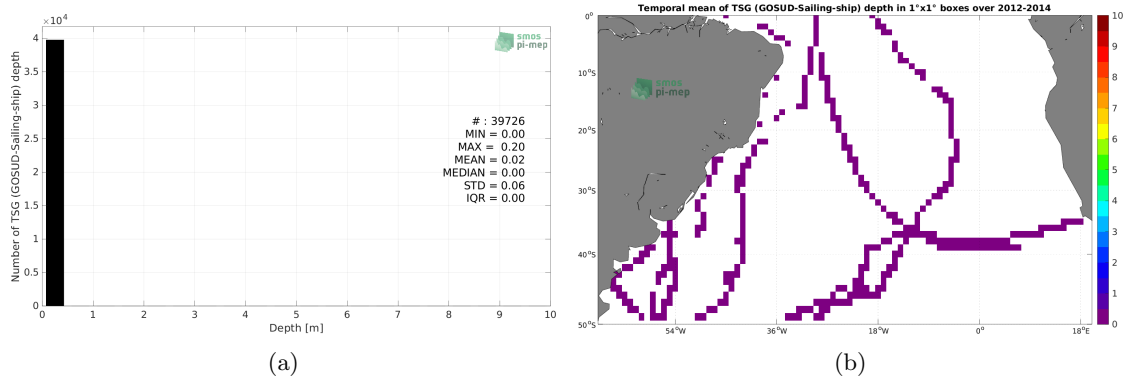 ×10⁴
4
3.5
3
2.5
2
1.5
1
0.5
0
Number of TSG (GOSUD-Sailing-ship) depth
smos
pi-mep
# : 39726
MIN = 0.00
MAX = 0.20
MEAN = 0.02
MEDIAN = 0.00
STD = 0.06
IQR = 0.00
0 1 2 3 4 5 6 7 8 9 10
Depth [m]
(a)
Temporal mean of TSG (GOSUD-Sailing-ship) depth in 1°x1° boxes over 2012-2014
0°
10°S
20°S
30°S
40°S
50°S
smos
pi-mep
54°W 36°W 18°W 0° 18°E
10
9
8
7
6
5
4
3
2
1
0
(b)